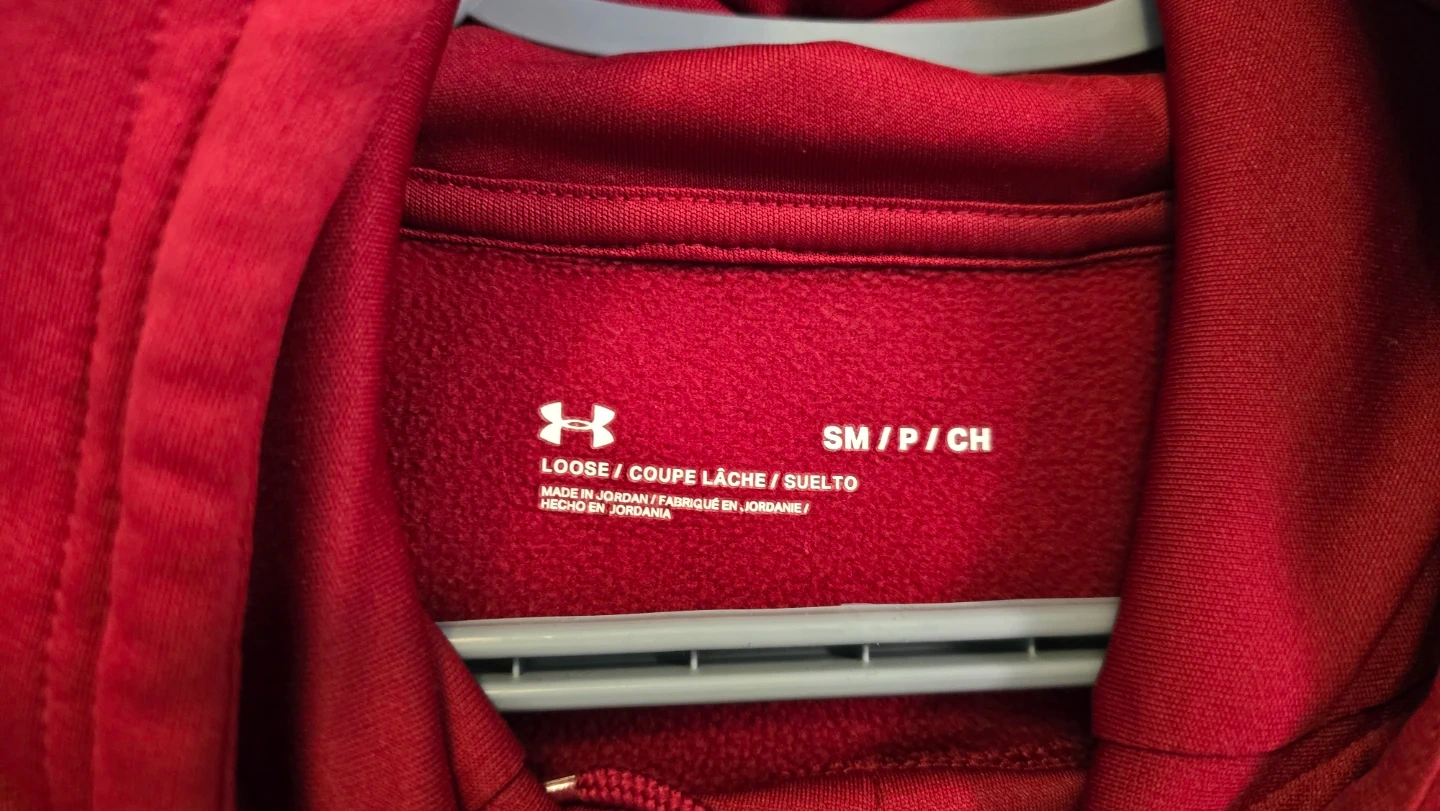 SM / P / CH
LOOSE / COUPE LÂCHE / SUELTO
MADE IN JORDAN / FABRIQUÉ EN JORDANIE /
HECHO EN JORDANIA